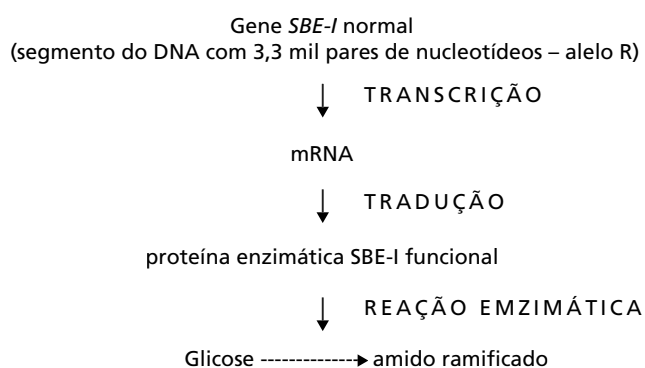 Gene SBE-I normal
(segmento do DNA com 3,3 mil pares de nucleotídeos – alelo R)
TRANSCRIÇÃO
mRNA
TRADUÇÃO
proteína enzimática SBE-I funcional
REAÇÃO EMZIMÁTICA
Glicose --------------► amido ramificado